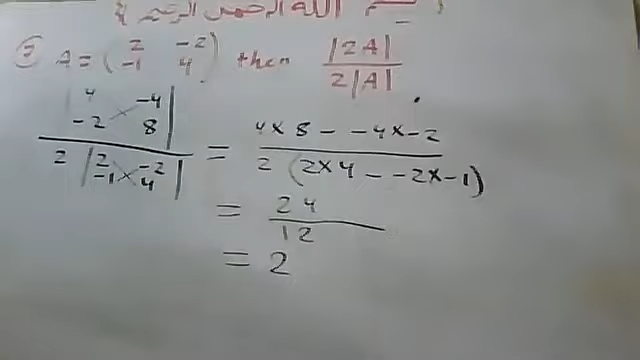 بسم الله الرحمن الرحيم
⑤ A = (2 -2 -1 4) then |2A| / 2|A|
|4 -4 -2 8| / 2 |2 -2 -1 4| = 4×8 - -4×-2 / 2 (2×4 - -2×-1)
= 24 / 12
= 2